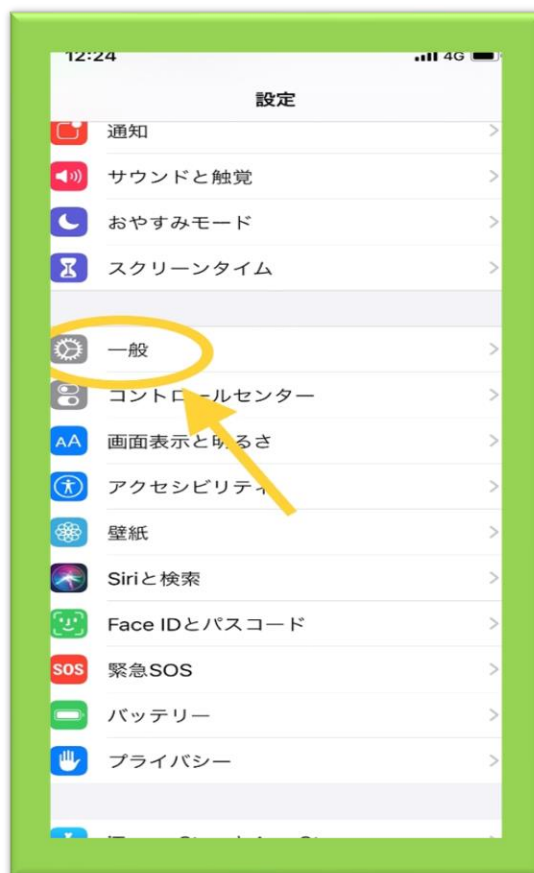 12:24 4G
設定
通知
サウンドと触覚
おやすみモード
スクリーンタイム
一般
コントロールセンター
AA 画面表示と明るさ
アクセシビリティ
壁紙
Siriと検索
Face IDとパスコード
SOS 緊急SOS
バッテリー
プライバシー